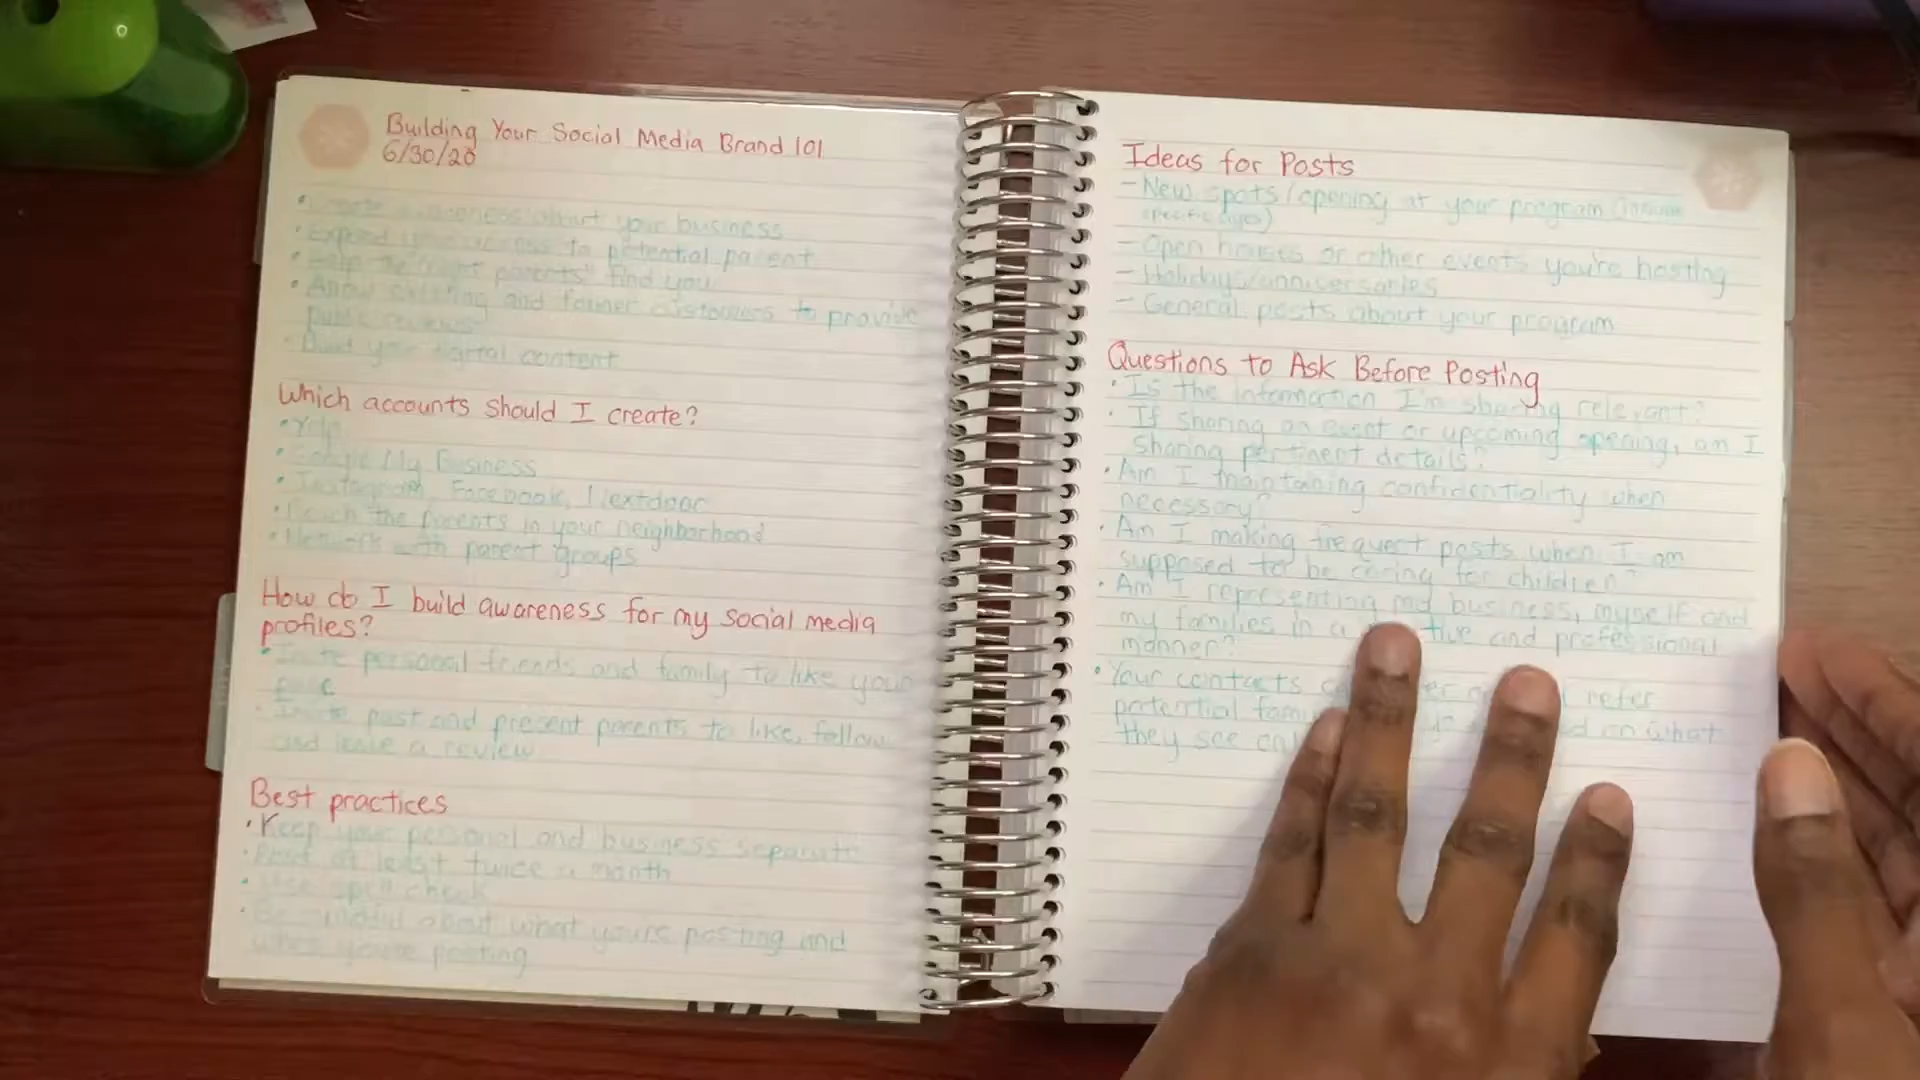 Building Your Social Media Brand 101
6/30/20
• Create awareness about your business
• Expand your access to potential parent
• Help the "right parents" find you
• Allow existing and former customers to provide
public reviews
• Build your digital content
Which accounts should I create?
• Yelp
• Google My Business
• Instagram, Facebook, Nextdoor
• Reach the parents in your neighborhood
• Network with parent groups
How do I build awareness for my social media
profiles?
• Invite personal friends and family to like your
page
• Invite past and present parents to like, follow
and leave a review
Best practices
• Keep your personal and business separate
• Post at least twice a month
• Use spell check
• Be mindful about what you're posting and
when you're posting
Ideas for Posts
- New spots/opening at your program
specific ages)
- Open houses or other events you're hosting
- Holidays/anniversaries
- General posts about your program
Questions to Ask Before Posting
• Is the information I'm sharing relevant?
• If sharing an event or upcoming opening, am I
sharing pertinent details?
• Am I maintaining confidentiality when
necessary?
• Am I making frequent posts when I am
supposed to be caring for children?
• Am I representing my business, myself and
my families in a and professional
manner?
• Your contacts refer
potential on what
they see